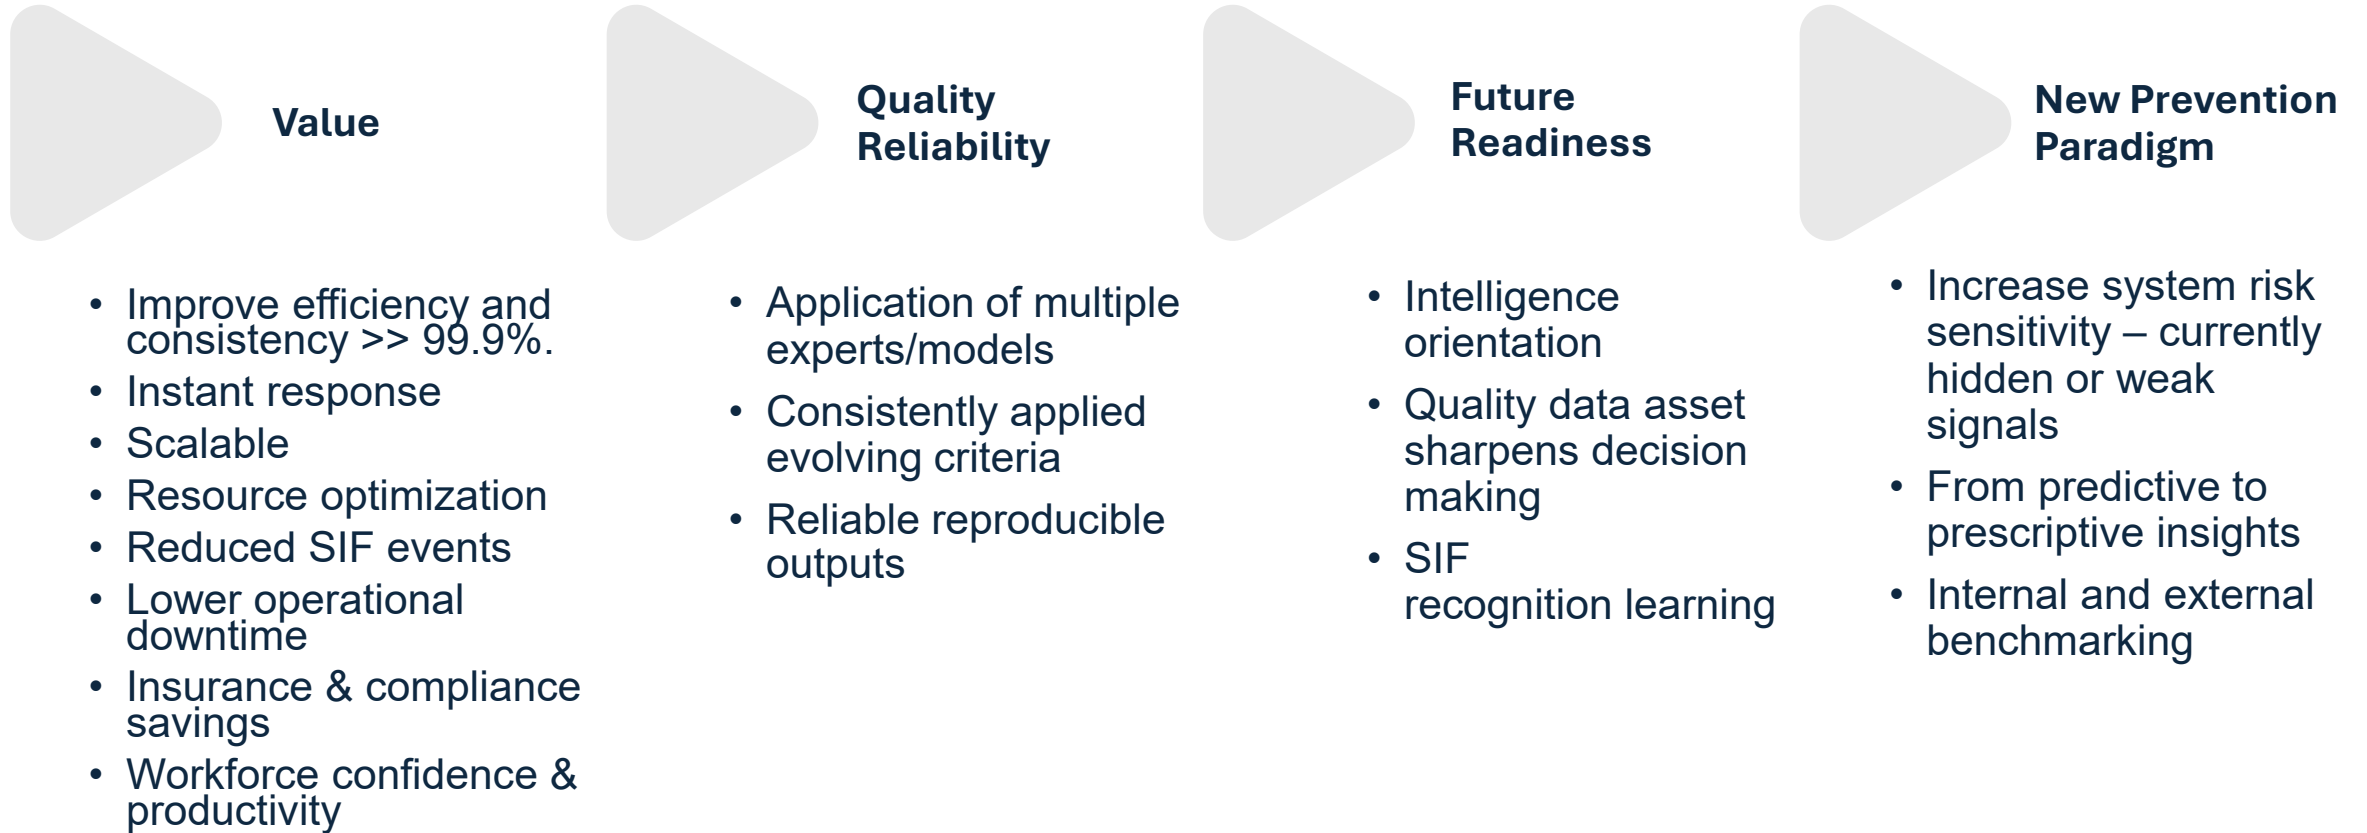 Value
• Improve efficiency and
consistency >> 99.9%.
• Instant response
• Scalable
• Resource optimization
• Reduced SIF events
• Lower operational
downtime
• Insurance & compliance
savings
• Workforce confidence &
productivity
Quality
Reliability
• Application of multiple
experts/models
• Consistently applied
evolving criteria
• Reliable reproducible
outputs
Future
Readiness
• Intelligence
orientation
• Quality data asset
sharpens decision
making
• SIF
recognition learning
New Prevention
Paradigm
• Increase system risk
sensitivity – currently
hidden or weak
signals
• From predictive to
prescriptive insights
• Internal and external
benchmarking